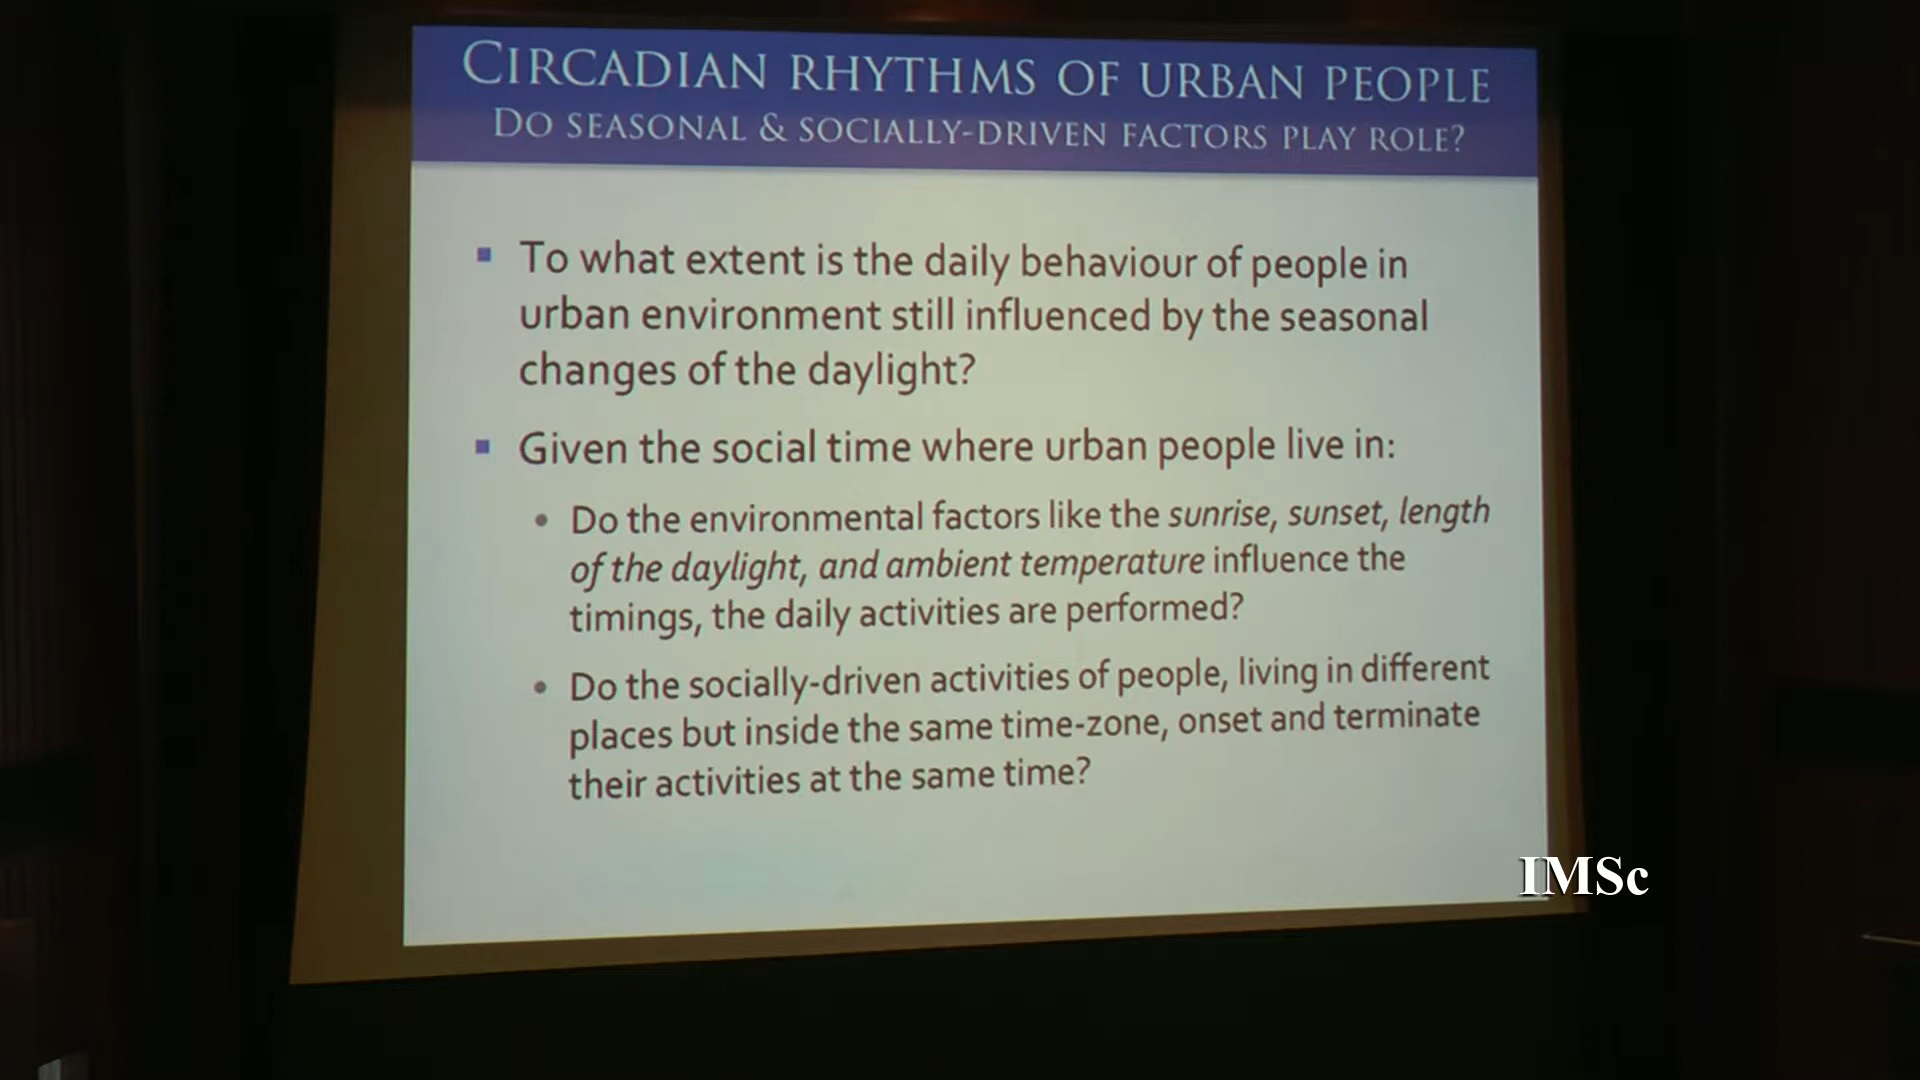 CIRCADIAN RHYTHMS OF URBAN PEOPLE
DO SEASONAL & SOCIALLY-DRIVEN FACTORS PLAY ROLE?
▪ To what extent is the daily behaviour of people in
urban environment still influenced by the seasonal
changes of the daylight?
▪ Given the social time where urban people live in:
• Do the environmental factors like the sunrise, sunset, length
of the daylight, and ambient temperature influence the
timings, the daily activities are performed?
• Do the socially-driven activities of people, living in different
places but inside the same time-zone, onset and terminate
their activities at the same time?
IMSc